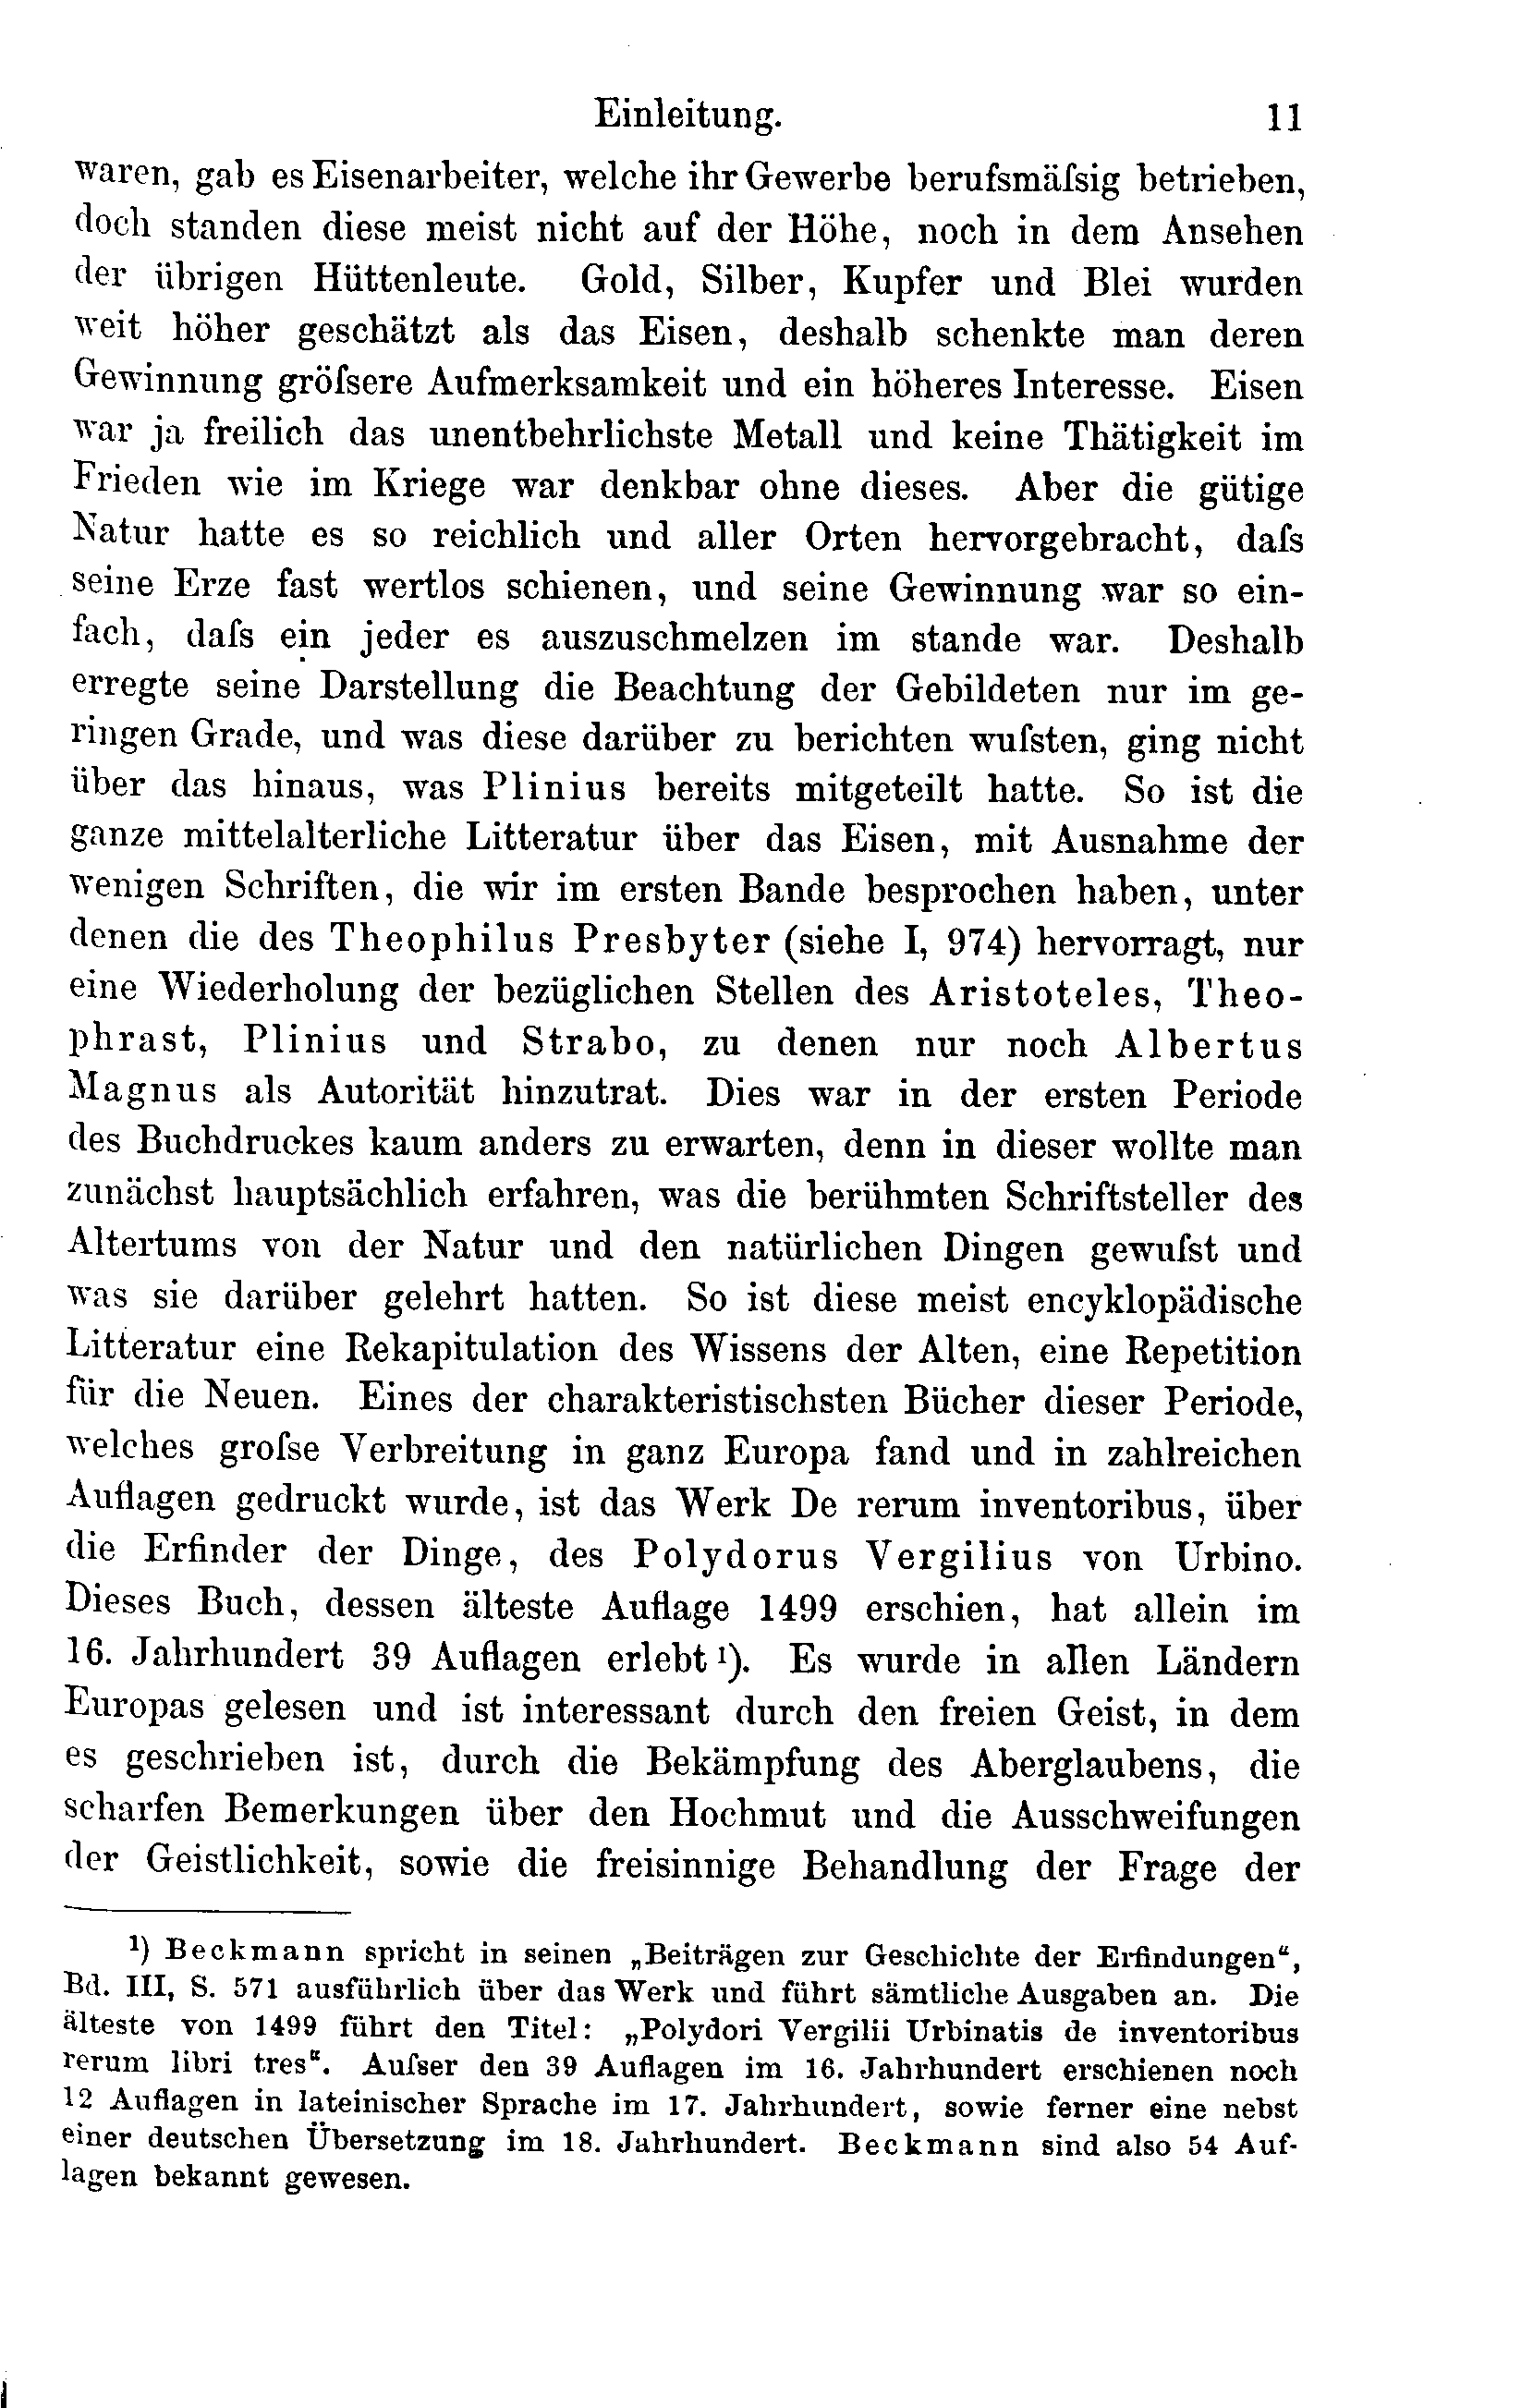 Einleitung. 11
waren, gab es Eisenarbeiter, welche ihr Gewerbe berufsmäſsig betrieben,
doch standen diese meist nicht auf der Höhe, noch in dem Ansehen
der übrigen Hüttenleute. Gold, Silber, Kupfer und Blei wurden
weit höher geschätzt als das Eisen, deshalb schenkte man deren
Gewinnung gröſsere Aufmerksamkeit und ein höheres Interesse. Eisen
war ja freilich das unentbehrlichste Metall und keine Thätigkeit im
Frieden wie im Kriege war denkbar ohne dieses. Aber die gütige
Natur hatte es so reichlich und aller Orten hervorgebracht, daſs
seine Erze fast wertlos schienen, und seine Gewinnung war so ein-
fach, daſs ein jeder es auszuschmelzen im stande war. Deshalb
erregte seine Darstellung die Beachtung der Gebildeten nur im ge-
ringen Grade, und was diese darüber zu berichten wuſsten, ging nicht
über das hinaus, was Plinius bereits mitgeteilt hatte. So ist die
ganze mittelalterliche Litteratur über das Eisen, mit Ausnahme der
wenigen Schriften, die wir im ersten Bande besprochen haben, unter
denen die des Theophilus Presbyter (siehe I, 974) hervorragt, nur
eine Wiederholung der bezüglichen Stellen des Aristoteles, Theo-
phrast, Plinius und Strabo, zu denen nur noch Albertus
Magnus als Autorität hinzutrat. Dies war in der ersten Periode
des Buchdruckes kaum anders zu erwarten, denn in dieser wollte man
zunächst hauptsächlich erfahren, was die berühmten Schriftsteller des
Altertums von der Natur und den natürlichen Dingen gewuſst und
was sie darüber gelehrt hatten. So ist diese meist encyklopädische
Litteratur eine Rekapitulation des Wissens der Alten, eine Repetition
für die Neuen. Eines der charakteristischsten Bücher dieser Periode,
welches groſse Verbreitung in ganz Europa fand und in zahlreichen
Auflagen gedruckt wurde, ist das Werk De rerum inventoribus, über
die Erfinder der Dinge, des Polydorus Vergilius von Urbino.
Dieses Buch, dessen älteste Auflage 1499 erschien, hat allein im
16. Jahrhundert 39 Auflagen erlebt ¹). Es wurde in allen Ländern
Europas gelesen und ist interessant durch den freien Geist, in dem
es geschrieben ist, durch die Bekämpfung des Aberglaubens, die
scharfen Bemerkungen über den Hochmut und die Ausschweifungen
der Geistlichkeit, sowie die freisinnige Behandlung der Frage der
¹) Beckmann spricht in seinen „Beiträgen zur Geschichte der Erfindungen“,
Bd. III, S. 571 ausführlich über das Werk und führt sämtliche Ausgaben an. Die
älteste von 1499 führt den Titel: „Polydori Vergilii Urbinatis de inventoribus
rerum libri tres“. Auſser den 39 Auflagen im 16. Jahrhundert erschienen noch
12 Auflagen in lateinischer Sprache im 17. Jahrhundert, sowie ferner eine nebst
einer deutschen Übersetzung im 18. Jahrhundert. Beckmann sind also 54 Auf-
lagen bekannt gewesen.